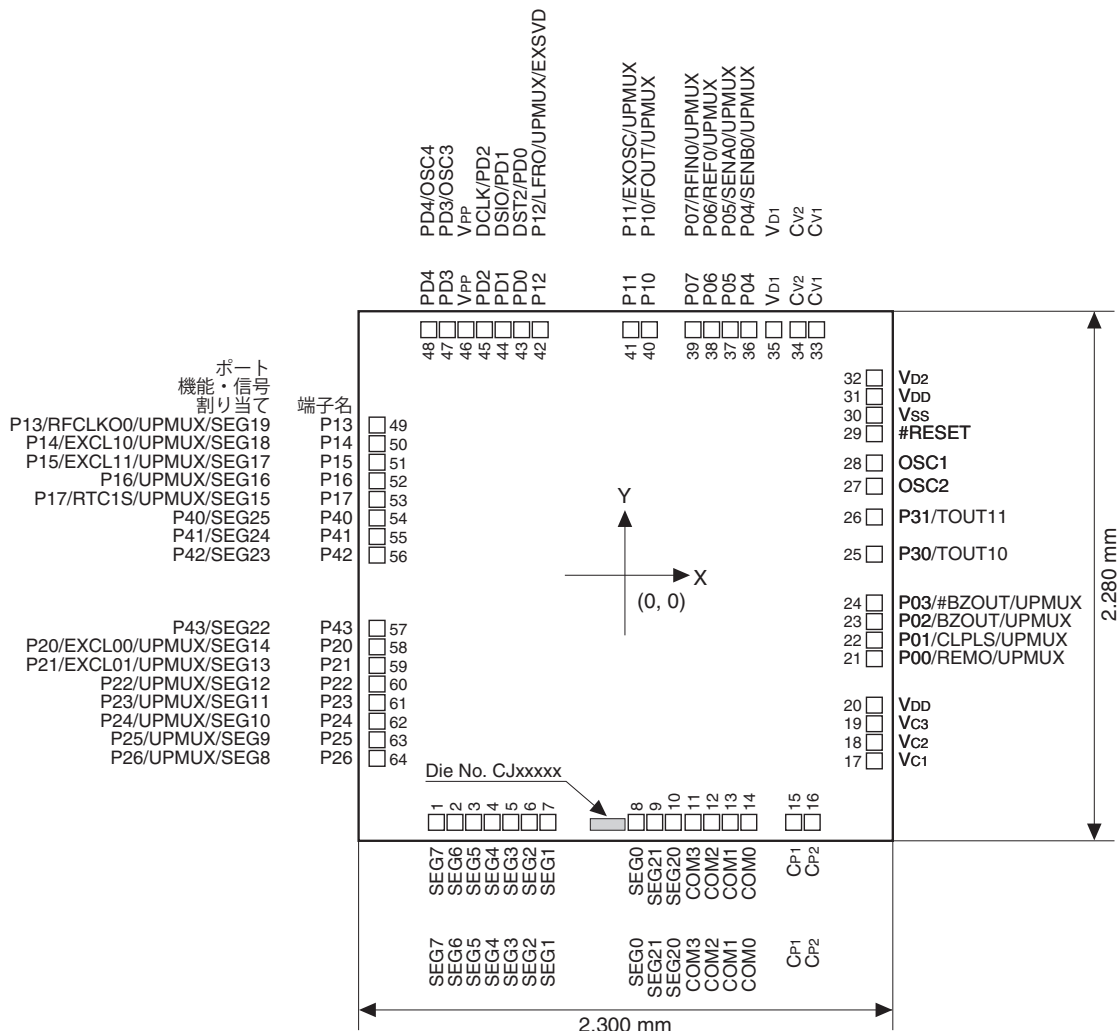 PD4/OSC4
PD3/OSC3
VPP
DCLK/PD2
DSIO/PD1
DST2/PD0
P12/LFRO/UPMUX/EXSVD
P11/EXOSC/UPMUX
P10/FOUT/UPMUX
P07/RFIN0/UPMUX
P06/REF0/UPMUX
P05/SENA0/UPMUX
P04/SENB0/UPMUX
VD1
CV2
CV1
PD4
PD3
VPP
PD2
PD1
PD0
P12
P11
P10
P07
P06
P05
P04
VD1
CV2
CV1
48
47
46
45
44
43
42
41
40
39
38
37
36
35
34
33
ポート
機能・信号
割り当て 端子名
P13/RFCLKO0/UPMUX/SEG19 P13 49
P14/EXCL10/UPMUX/SEG18 P14 50
P15/EXCL11/UPMUX/SEG17 P15 51
P16/UPMUX/SEG16 P16 52
P17/RTC1S/UPMUX/SEG15 P17 53
P40/SEG25 P40 54
P41/SEG24 P41 55
P42/SEG23 P42 56
P43/SEG22 P43 57
P20/EXCL00/UPMUX/SEG14 P20 58
P21/EXCL01/UPMUX/SEG13 P21 59
P22/UPMUX/SEG12 P22 60
P23/UPMUX/SEG11 P23 61
P24/UPMUX/SEG10 P24 62
P25/UPMUX/SEG9 P25 63
P26/UPMUX/SEG8 P26 64
Y
X
(0, 0)
32 VD2
31 VDD
30 VSS
29 #RESET
28 OSC1
27 OSC2
26 P31/TOUT11
25 P30/TOUT10
24 P03/#BZOUT/UPMUX
23 P02/BZOUT/UPMUX
22 P01/CLPLS/UPMUX
21 P00/REMO/UPMUX
20 VDD
19 VC3
18 VC2
17 VC1
2.280 mm
Die No. CJxxxxx
1
2
3
4
5
6
7
8
9
10
11
12
13
14
15
16
SEG7
SEG6
SEG5
SEG4
SEG3
SEG2
SEG1
SEG0
SEG21
SEG20
COM3
COM2
COM1
COM0
CP1
CP2
SEG7
SEG6
SEG5
SEG4
SEG3
SEG2
SEG1
SEG0
SEG21
SEG20
COM3
COM2
COM1
COM0
CP1
CP2
2.300 mm